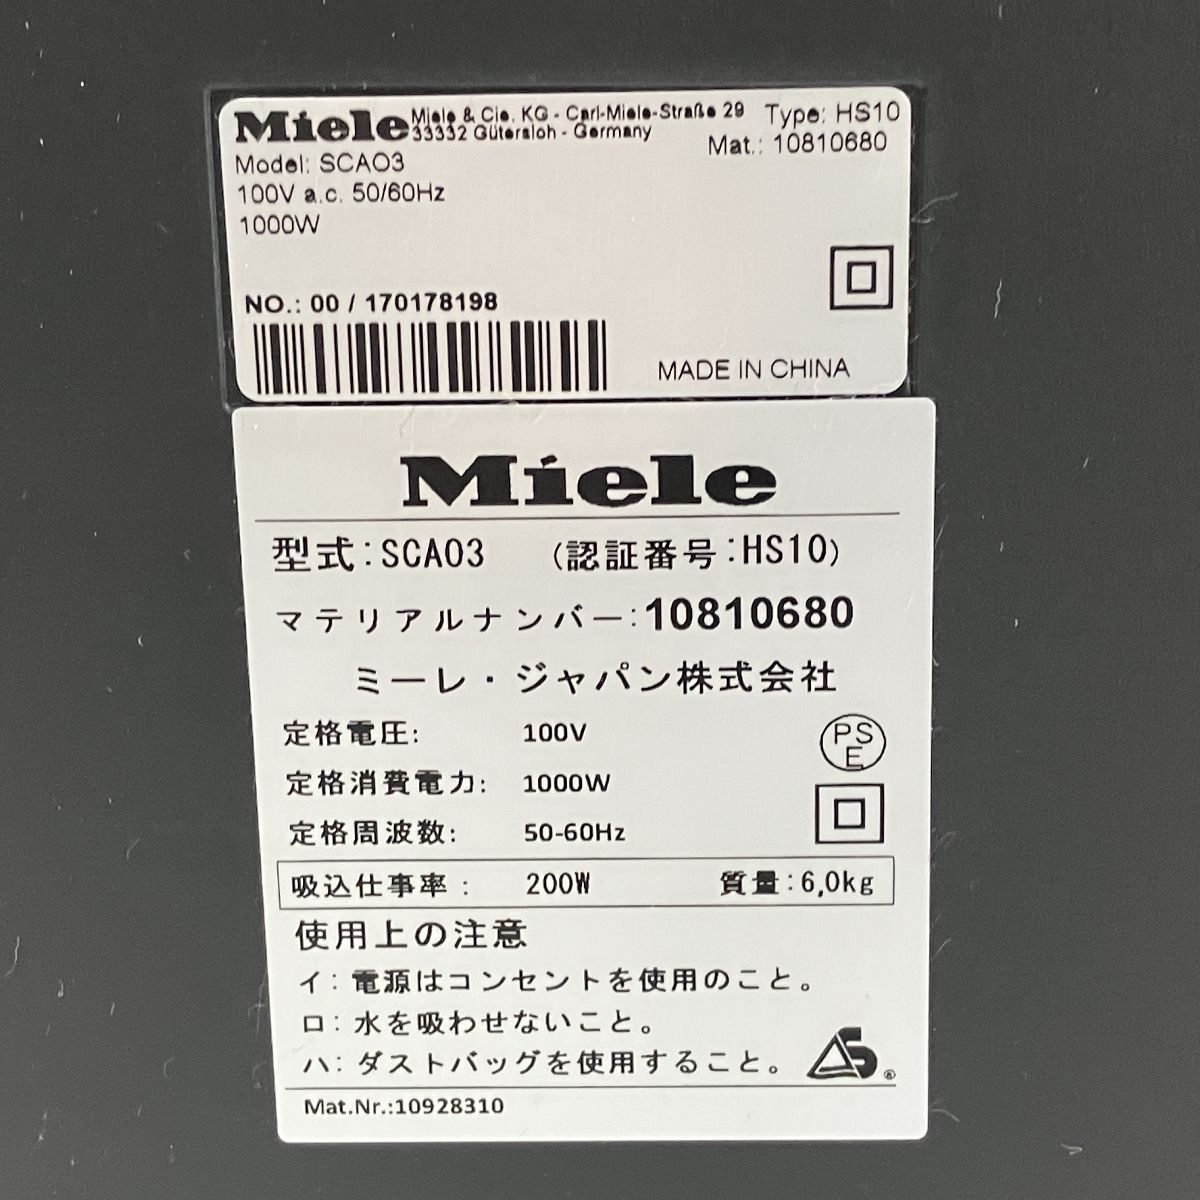 Miele Miele & Cie. KG - Carl-Miele-Straße 29 Type: HS10
33332 Gütersloh - Germany Mat.: 10810680
Model: SCAO3
100V a.c. 50/60Hz
1000W
NO.: 00 / 170178198
MADE IN CHINA
Miele
型式:SCAO3 (認証番号:HS10)
マテリアルナンバー:10810680
ミーレ・ジャパン株式会社
定格電圧: 100V
PS
E
定格消費電力: 1000W
定格周波数: 50-60Hz
吸込仕事率: 200W 質量:6,0kg
使用上の注意
イ:電源はコンセントを使用のこと。
ロ:水を吸わせないこと。
ハ:ダストバッグを使用すること。
S ®
Mat.Nr.:10928310